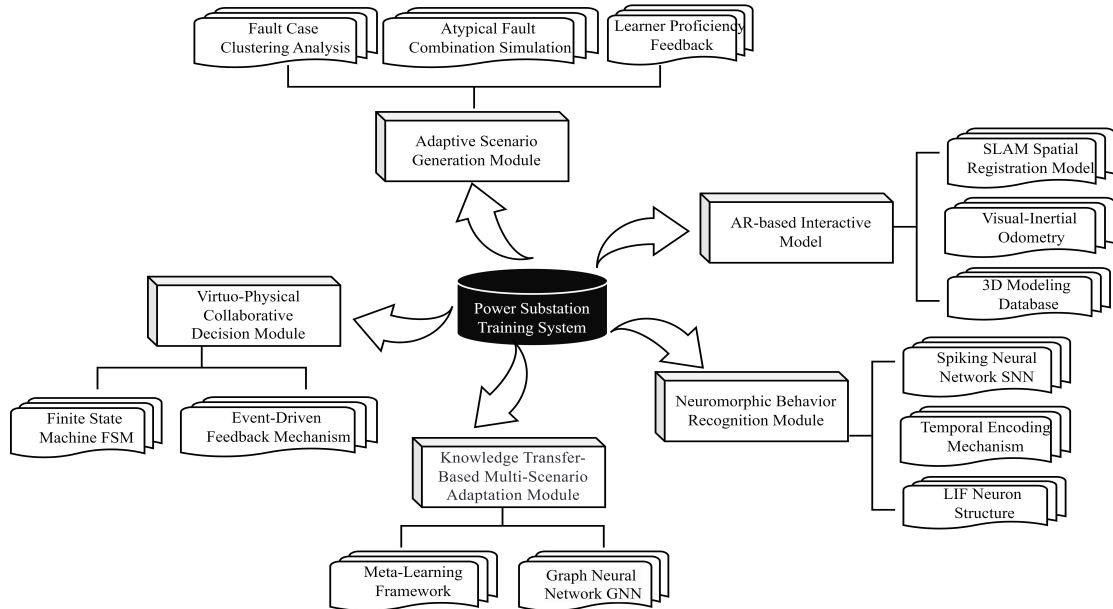 Fault Case
Clustering Analysis
Atypical Fault
Combination Simulation
Learner Proficiency
Feedback
Adaptive Scenario
Generation Module
SLAM Spatial
Registration Model
AR-based Interactive
Model
Visual-Inertial
Odometry
3D Modeling
Database
Virtuo-Physical
Collaborative
Decision Module
Power Substation
Training System
Finite State
Machine FSM
Event-Driven
Feedback Mechanism
Neuromorphic Behavior
Recognition Module
Spiking Neural
Network SNN
Temporal Encoding
Mechanism
LIF Neuron
Structure
Knowledge Transfer-
Based Multi-Scenario
Adaptation Module
Meta-Learning
Framework
Graph Neural
Network GNN